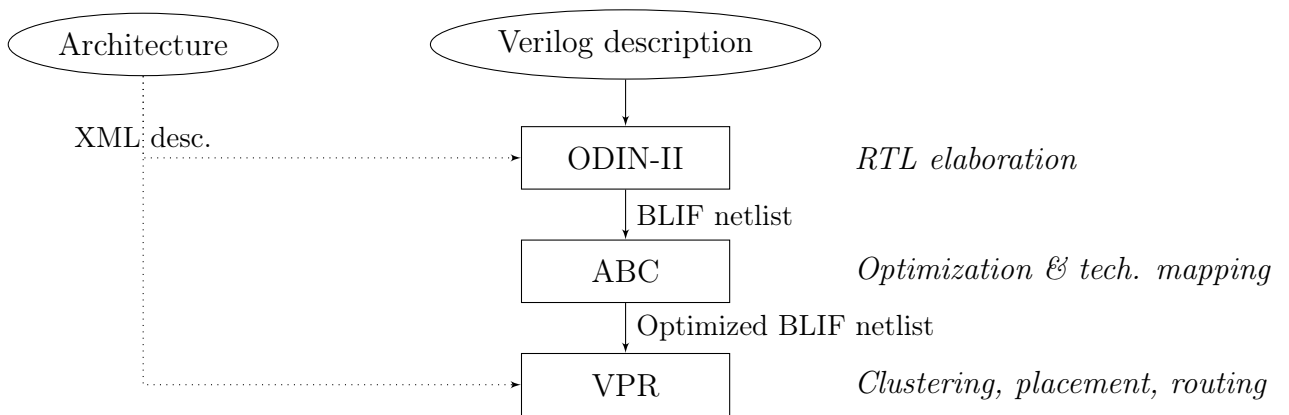 Architecture
Verilog description
XML desc.
ODIN-II
RTL elaboration
BLIF netlist
ABC
Optimization & tech. mapping
Optimized BLIF netlist
VPR
Clustering, placement, routing